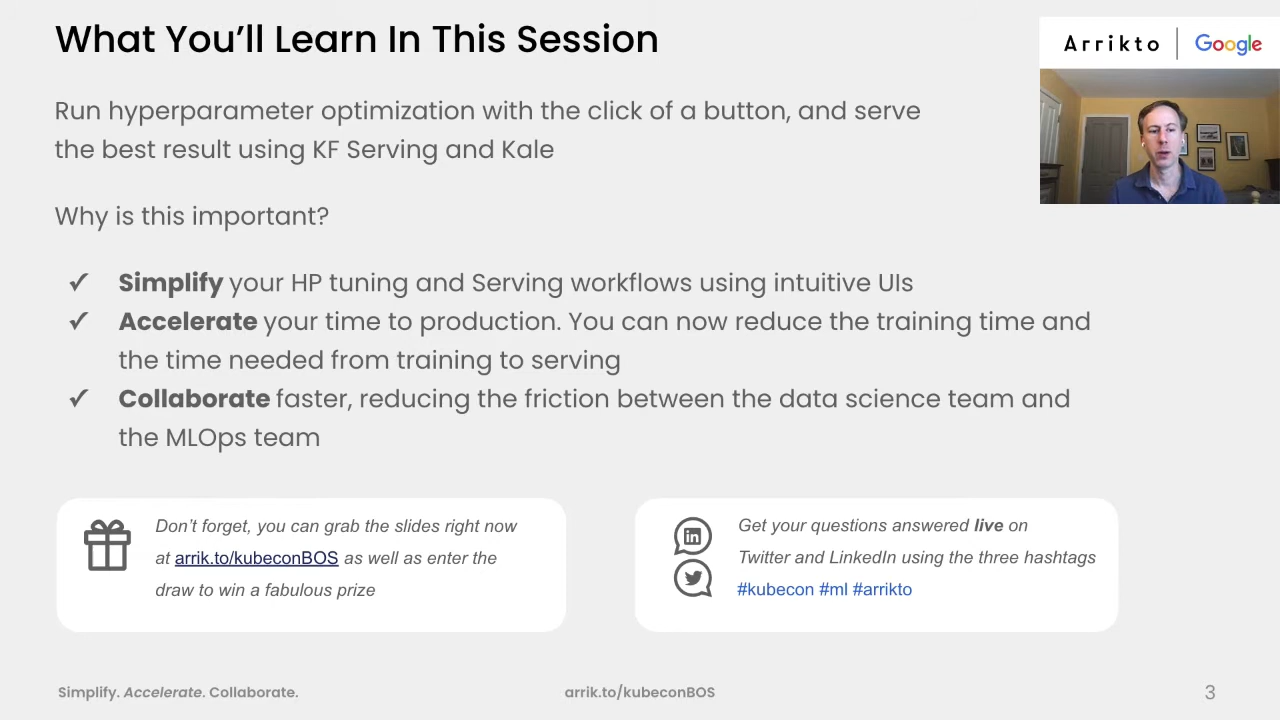 What You’ll Learn In This Session
Arrikto | Google
Run hyperparameter optimization with the click of a button, and serve
the best result using KF Serving and Kale
Why is this important?
✓ Simplify your HP tuning and Serving workflows using intuitive UIs
✓ Accelerate your time to production. You can now reduce the training time and
the time needed from training to serving
✓ Collaborate faster, reducing the friction between the data science team and
the MLOps team
Don’t forget, you can grab the slides right now
at arrik.to/kubeconBOS as well as enter the
draw to win a fabulous prize
Get your questions answered live on
Twitter and LinkedIn using the three hashtags
#kubecon #ml #arrikto
Simplify. Accelerate. Collaborate.
arrik.to/kubeconBOS
3